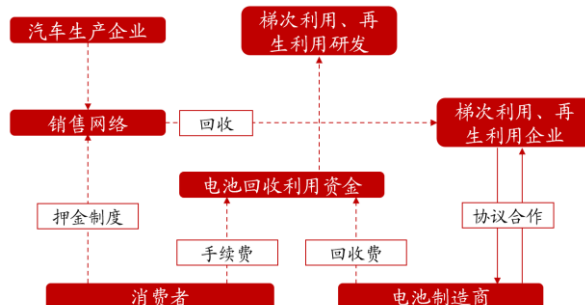 汽车生产企业
梯次利用、再
生利用研发
销售网络
回收
梯次利用、再
生利用企业
电池回收利用资金
押金制度
协议合作
手续费
回收费
消费者
电池制造商